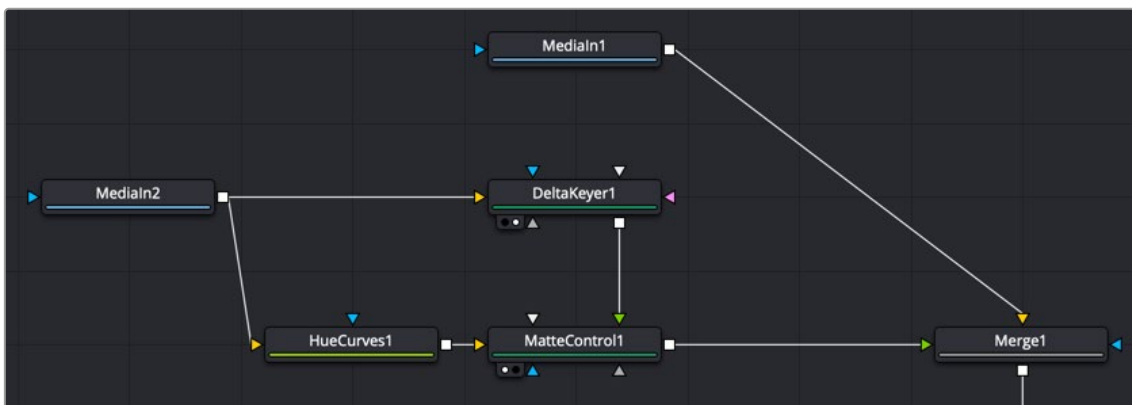 MediaIn1
MediaIn2
DeltaKeyer1
HueCurves1
MatteControl1
Merge1